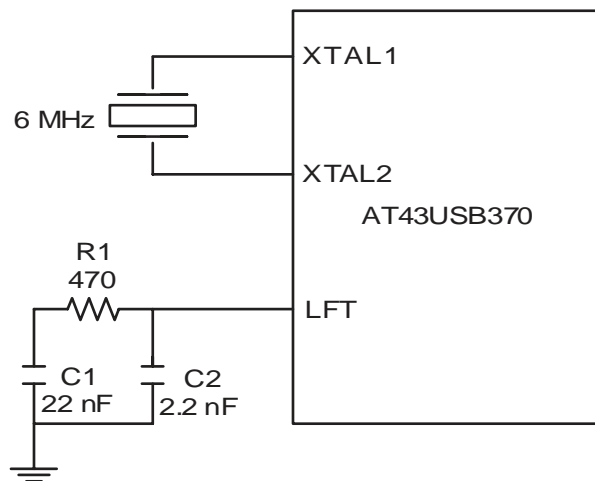 XTAL1
6 MHz
XTAL2
AT43USB370
R1
470
LFT
C1
22 nF
C2
2.2 nF